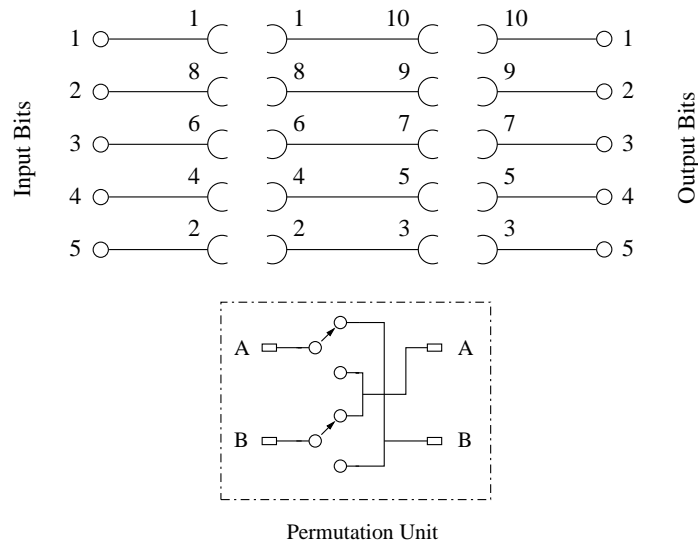 1 1 10 10
1 1
8 8 9 9
2 2
6 6 7 7
3 3
4 4 5 5
4 4
2 2 3 3
5 5
Input Bits
Output Bits
A A
B B
Permutation Unit